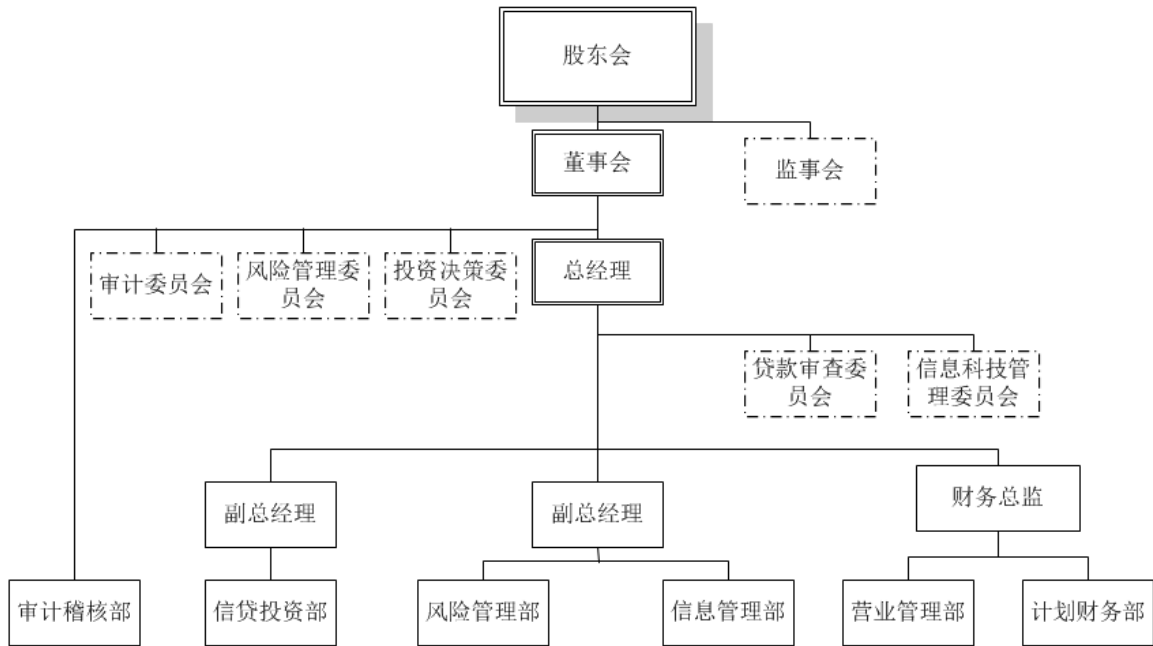 股东会
董事会
监事会
审计委员会
风险管理委
员会
投资决策委
员会
总经理
贷款审查委
员会
信息科技管
理委员会
副总经理
副总经理
财务总监
审计稽核部
信贷投资部
风险管理部
信息管理部
营业管理部
计划财务部